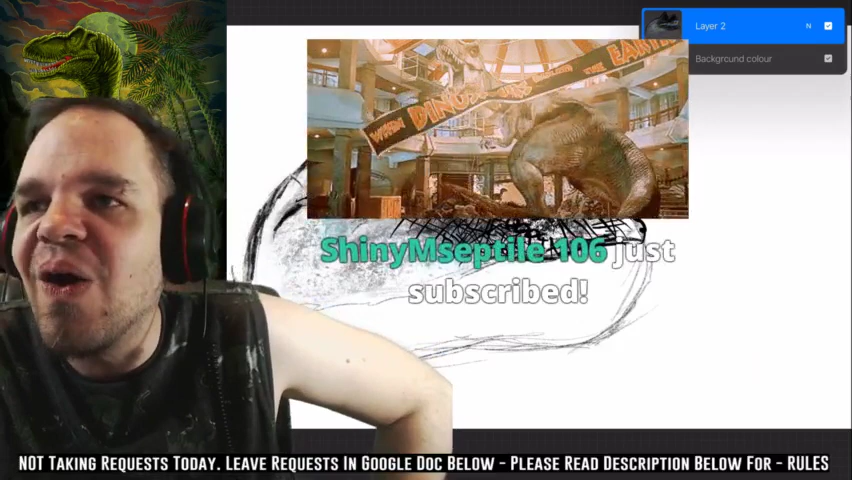 Layer 2
N
Background colour
WHEN DINOSAURS RULED THE EARTH
ShinyMseptile 106 just
subscribed!
NOT Taking Requests Today. Leave Requests In Google Doc Below - Please Read Description Below For - RULES